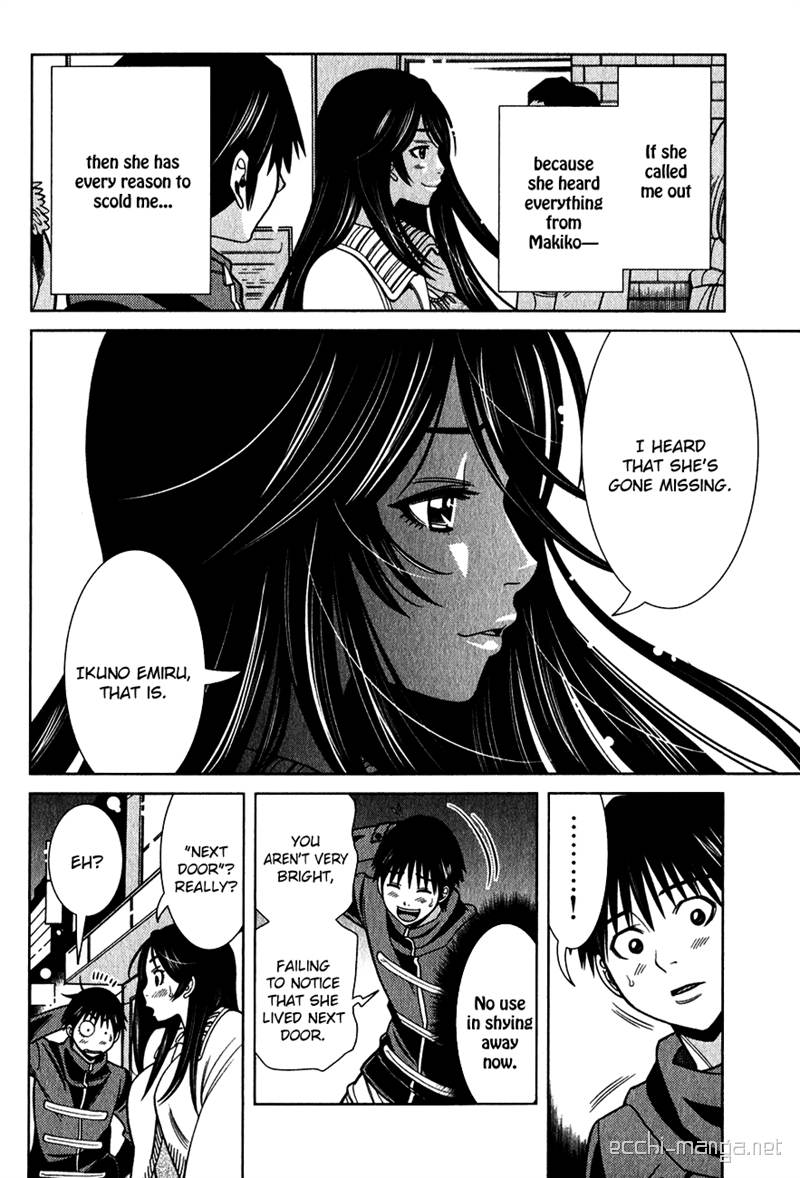 If she
called
me out
because
she heard
everything
from
Makiko—
then she has
every reason to
scold me...
I HEARD
THAT SHE'S
GONE MISSING.
IKUNO EMIRU,
THAT IS.
........!
No use
in shying
away
now.
YOU
AREN'T VERY
BRIGHT,
FAILING
TO NOTICE
THAT SHE
LIVED NEXT
DOOR.
"NEXT
DOOR"?
REALLY?
EH?
ecchi-manga.net